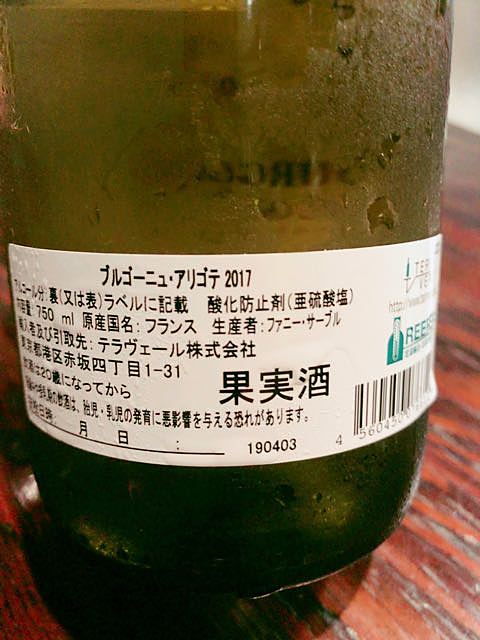 ブルゴーニュ・アリゴテ 2017
アルコール分:裏(又は表)ラベルに記載 酸化防止剤(亜硫酸塩)
内容量:750 ml 原産国名:フランス 生産者:ファニー・サーブル
輸入者及び引取先:テラヴェール株式会社
東京都港区赤坂四丁目1-31
お酒は20歳になってから
果実酒
妊娠中や授乳期の飲酒は、胎児・乳児の発育に悪影響を与える恐れがあります。
月 日 :
190403
4 560450
http://www
REEFER